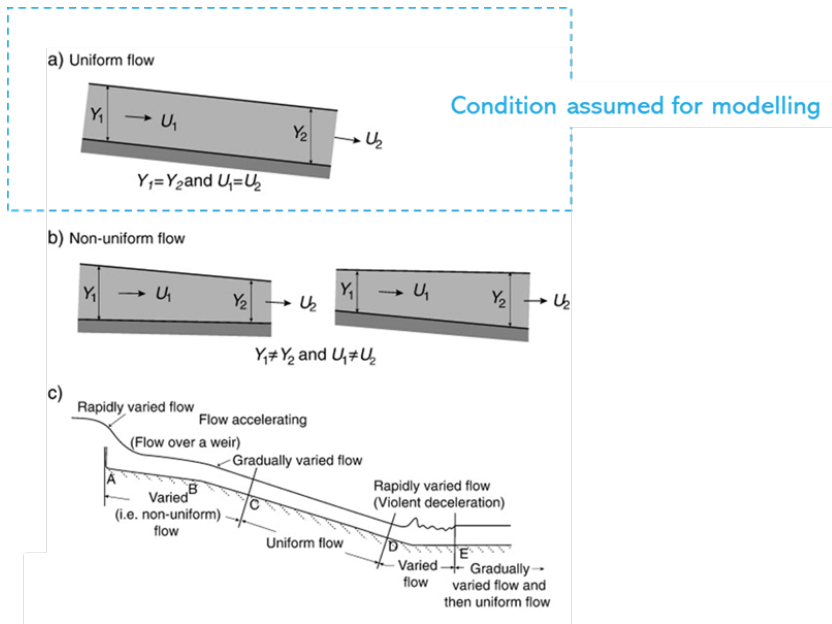 a) Uniform flow
Condition assumed for modelling
Y₁ → U₁
Y₂ → U₂
Y₁=Y₂and U₁=U₂
b) Non-uniform flow
Y₁ → U₁
Y₂ → U₂
Y₁ → U₁
Y₂ → U₂
Y₁≠Y₂ and U₁≠U₂
c)
Rapidly varied flow
Flow accelerating
(Flow over a weir)
Gradually varied flow
Rapidly varied flow
(Violent deceleration)
A
B
C
D
E
Varied
(i.e. non-uniform)
flow
Uniform flow
Varied
flow
Gradually
varied flow and
then uniform flow